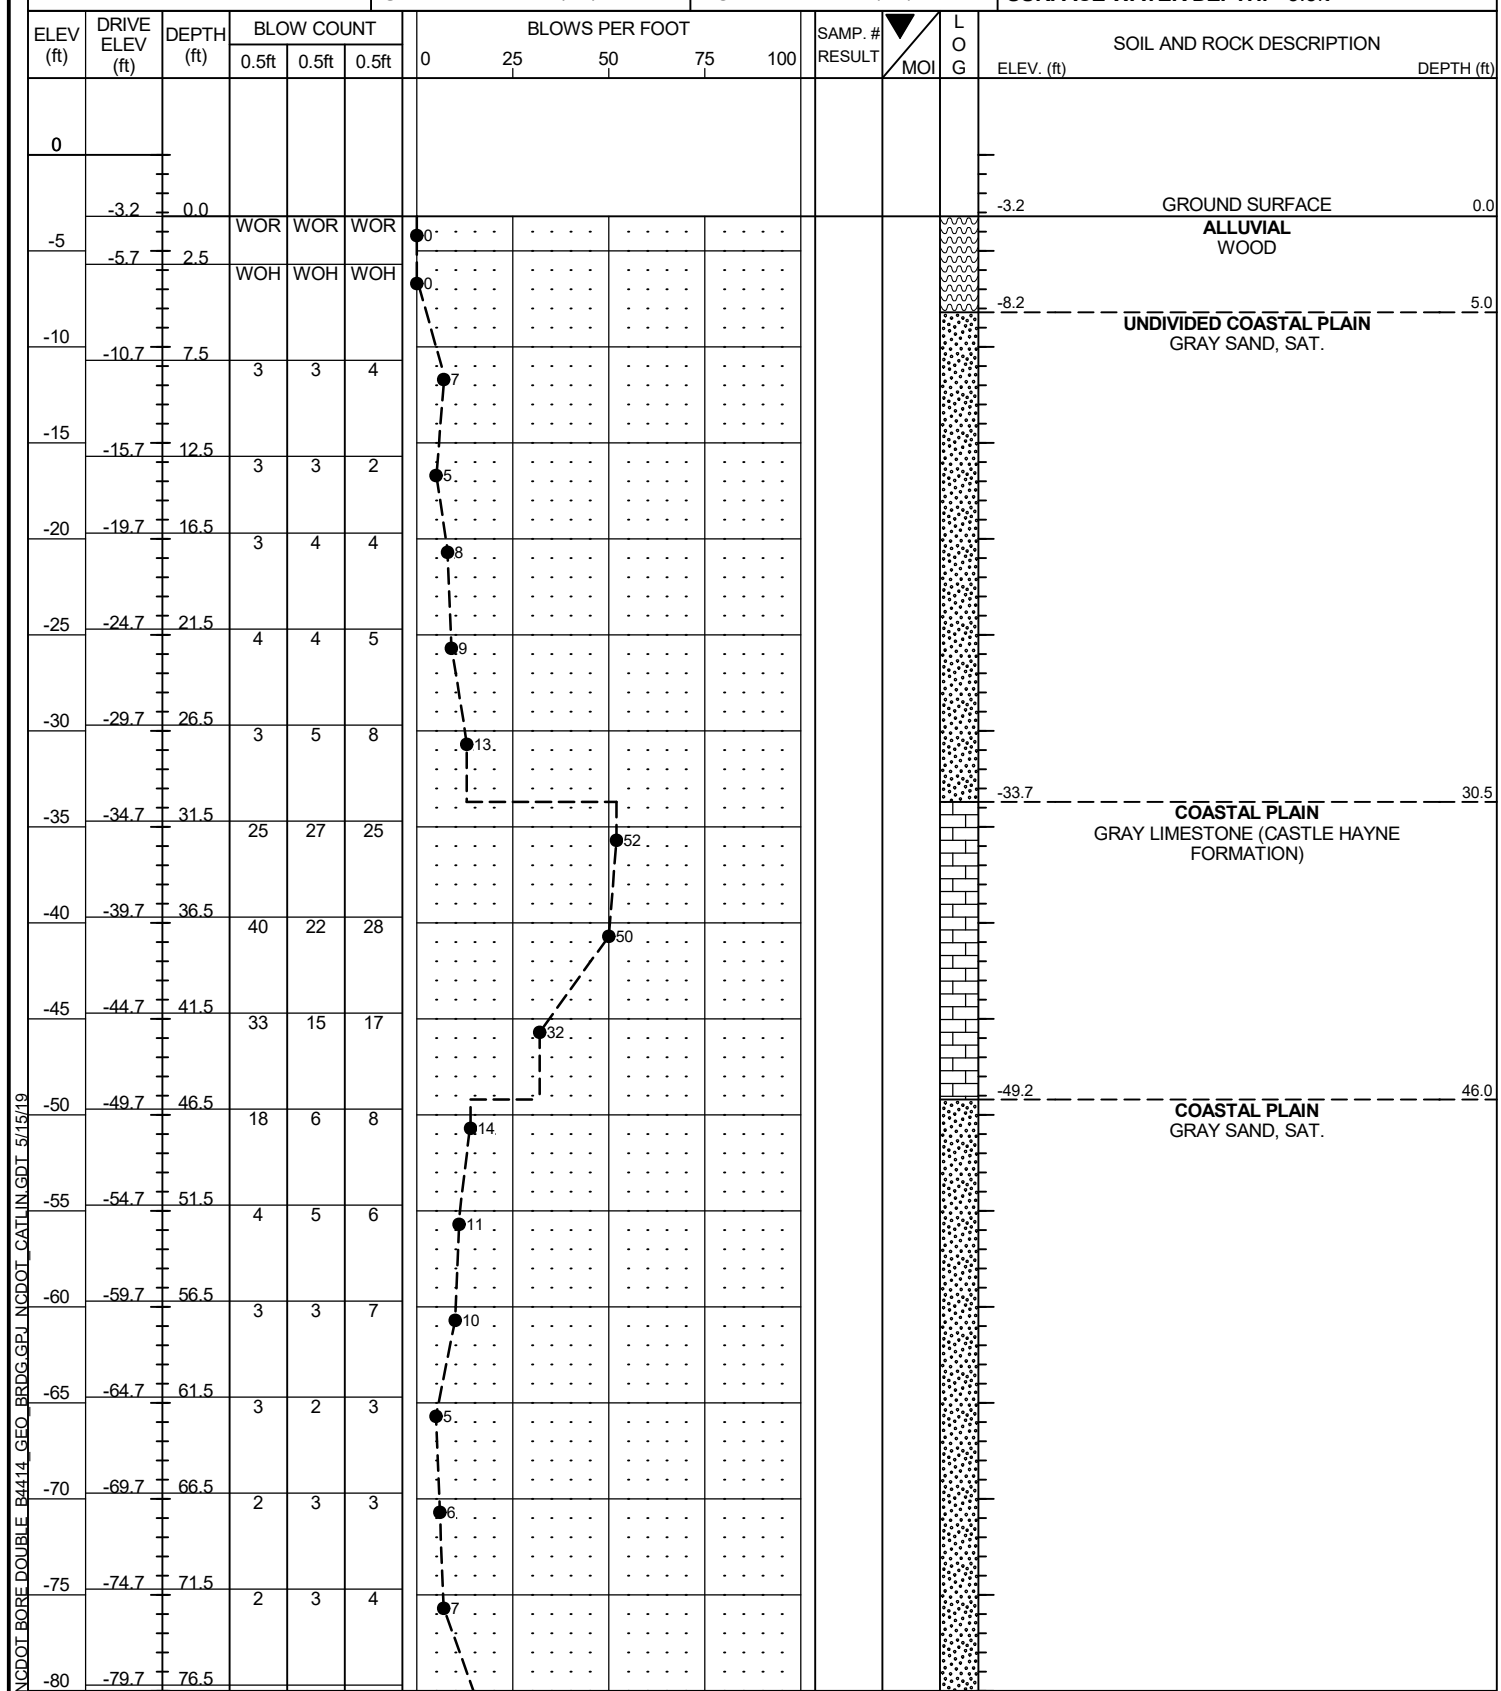 ELEV (ft) DRIVE ELEV (ft) DEPTH (ft) BLOW COUNT 0.5ft 0.5ft 0.5ft BLOWS PER FOOT 0 25 50 75 100 SAMP. # RESULT MOI LOG SOIL AND ROCK DESCRIPTION ELEV. (ft) DEPTH (ft)
0
-3.2 0.0 -3.2 GROUND SURFACE 0.0
WOR WOR WOR 0 ALLUVIAL
-5 WOOD
-5.7 2.5
WOH WOH WOH 0
-8.2 5.0
UNDIVIDED COASTAL PLAIN
-10 GRAY SAND, SAT.
-10.7 7.5
3 3 4 7
-15
-15.7 12.5
3 3 2 5
-20 -19.7 16.5
3 4 4 8
-25 -24.7 21.5
4 4 5 9
-30 -29.7 26.5
3 5 8 13
-33.7 30.5
-35 -34.7 31.5 COASTAL PLAIN
25 27 25 52 GRAY LIMESTONE (CASTLE HAYNE
FORMATION)
-40 -39.7 36.5
40 22 28 50
-45 -44.7 41.5
33 15 17 32
-49.2 46.0
-50 -49.7 46.5 COASTAL PLAIN
18 6 8 14 GRAY SAND, SAT.
-55 -54.7 51.5
4 5 6 11
-60 -59.7 56.5
3 3 7 10
-65 -64.7 61.5
3 2 3 5
-70 -69.7 66.5
2 3 3 6
-75 -74.7 71.5
2 3 4 7
-80 -79.7 76.5
NCDOT BORE DOUBLE B4414_GEO_BRDG.GPJ NCDOT_CATLIN.GDT 5/15/19